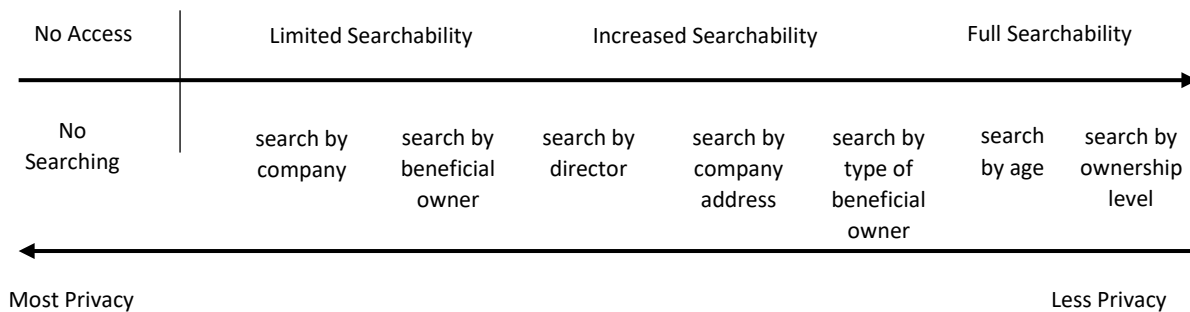 No Access
Limited Searchability
Increased Searchability
Full Searchability
No
Searching
search by
company
search by
beneficial
owner
search by
director
search by
company
address
search by
type of
beneficial
owner
search
by age
search by
ownership
level
Most Privacy
Less Privacy